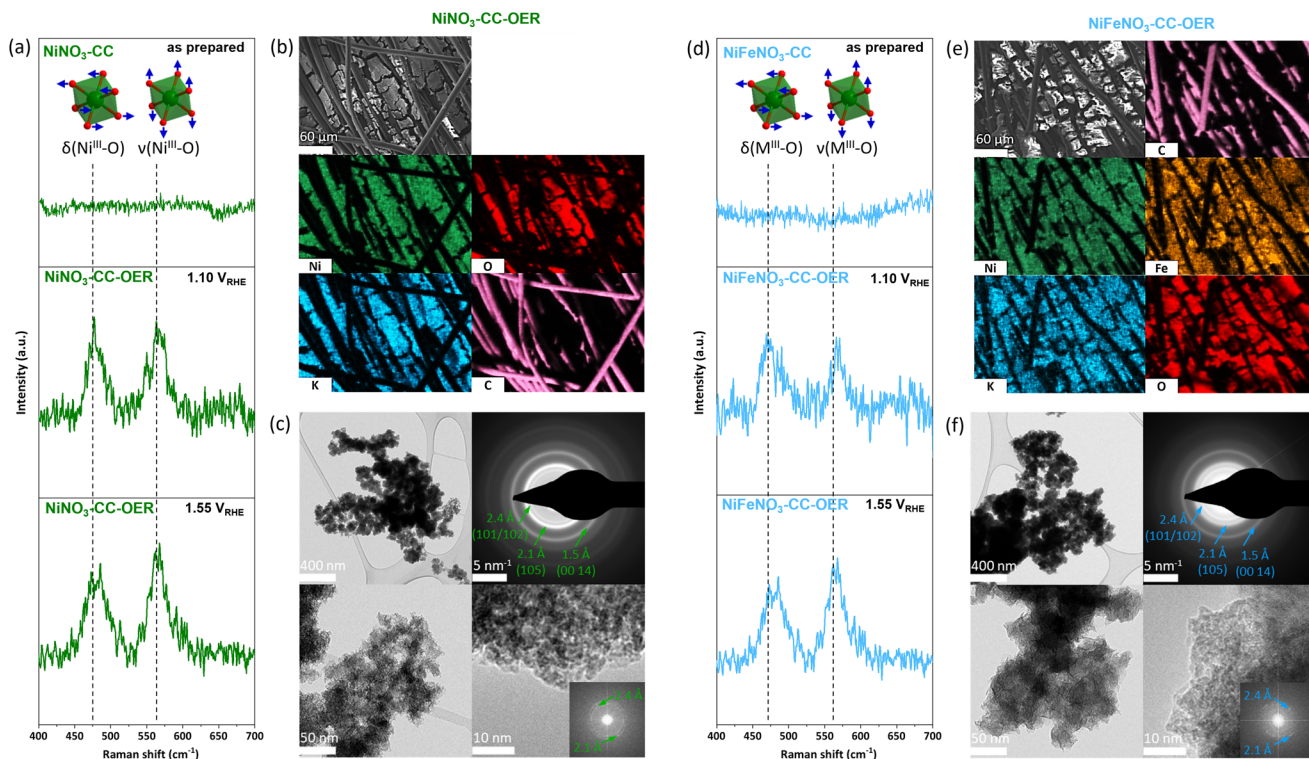 NiNO₃-CC-OER
(a)
NiNO₃-CC
as prepared
δ(Niᴵᴵᴵ-O)
ν(Niᴵᴵᴵ-O)
NiNO₃-CC-OER
1.10 V_RHE
NiNO₃-CC-OER
1.55 V_RHE
Intensity (a.u.)
400 450 500 550 600 650 700
Raman shift (cm⁻¹)
(b)
60 µm
Ni
O
K
C
(c)
400 nm
2.4 Å
(101/102)
2.1 Å
(105)
1.5 Å
(00 14)
5 nm⁻¹
50 nm
10 nm
2.4 Å
2.1 Å
NiFeNO₃-CC-OER
(d)
NiFeNO₃-CC
as prepared
δ(Mᴵᴵᴵ-O)
ν(Mᴵᴵᴵ-O)
NiFeNO₃-CC-OER
1.10 V_RHE
NiFeNO₃-CC-OER
1.55 V_RHE
Intensity (a.u.)
400 450 500 550 600 650 700
Raman shift (cm⁻¹)
(e)
60 µm
C
Ni
Fe
K
O
(f)
400 nm
2.4 Å
(101/102)
2.1 Å
(105)
1.5 Å
(00 14)
5 nm⁻¹
50 nm
10 nm
2.4 Å
2.1 Å